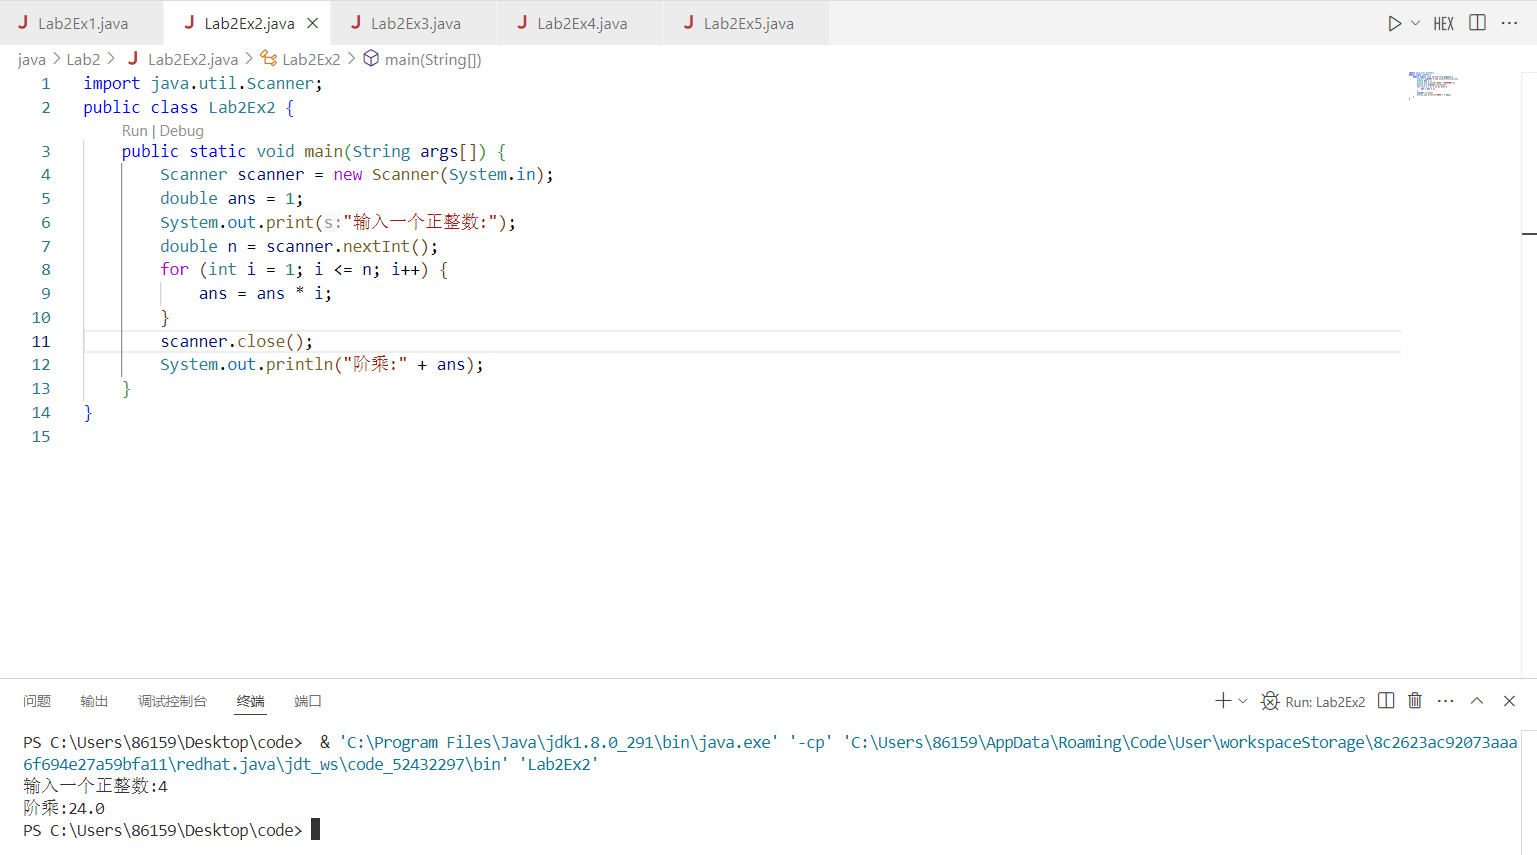 Lab2Ex1.java Lab2Ex2.java Lab2Ex3.java Lab2Ex4.java Lab2Ex5.java HEX
java > Lab2 > Lab2Ex2.java > Lab2Ex2 > main(String[])
1 import java.util.Scanner;
2 public class Lab2Ex2 {
Run | Debug
3 public static void main(String args[]) {
4 Scanner scanner = new Scanner(System.in);
5 double ans = 1;
6 System.out.print(s:"输入一个正整数:");
7 double n = scanner.nextInt();
8 for (int i = 1; i <= n; i++) {
9 ans = ans * i;
10 }
11 scanner.close();
12 System.out.println("阶乘:" + ans);
13 }
14 }
15
问题 输出 调试控制台 终端 端口 Run: Lab2Ex2
PS C:\Users\86159\Desktop\code> & 'C:\Program Files\Java\jdk1.8.0_291\bin\java.exe' '-cp' 'C:\Users\86159\AppData\Roaming\Code\User\workspaceStorage\8c2623ac92073aaa
6f694e27a59bfa11\redhat.java\jdt_ws\code_52432297\bin' 'Lab2Ex2'
输入一个正整数:4
阶乘:24.0
PS C:\Users\86159\Desktop\code>